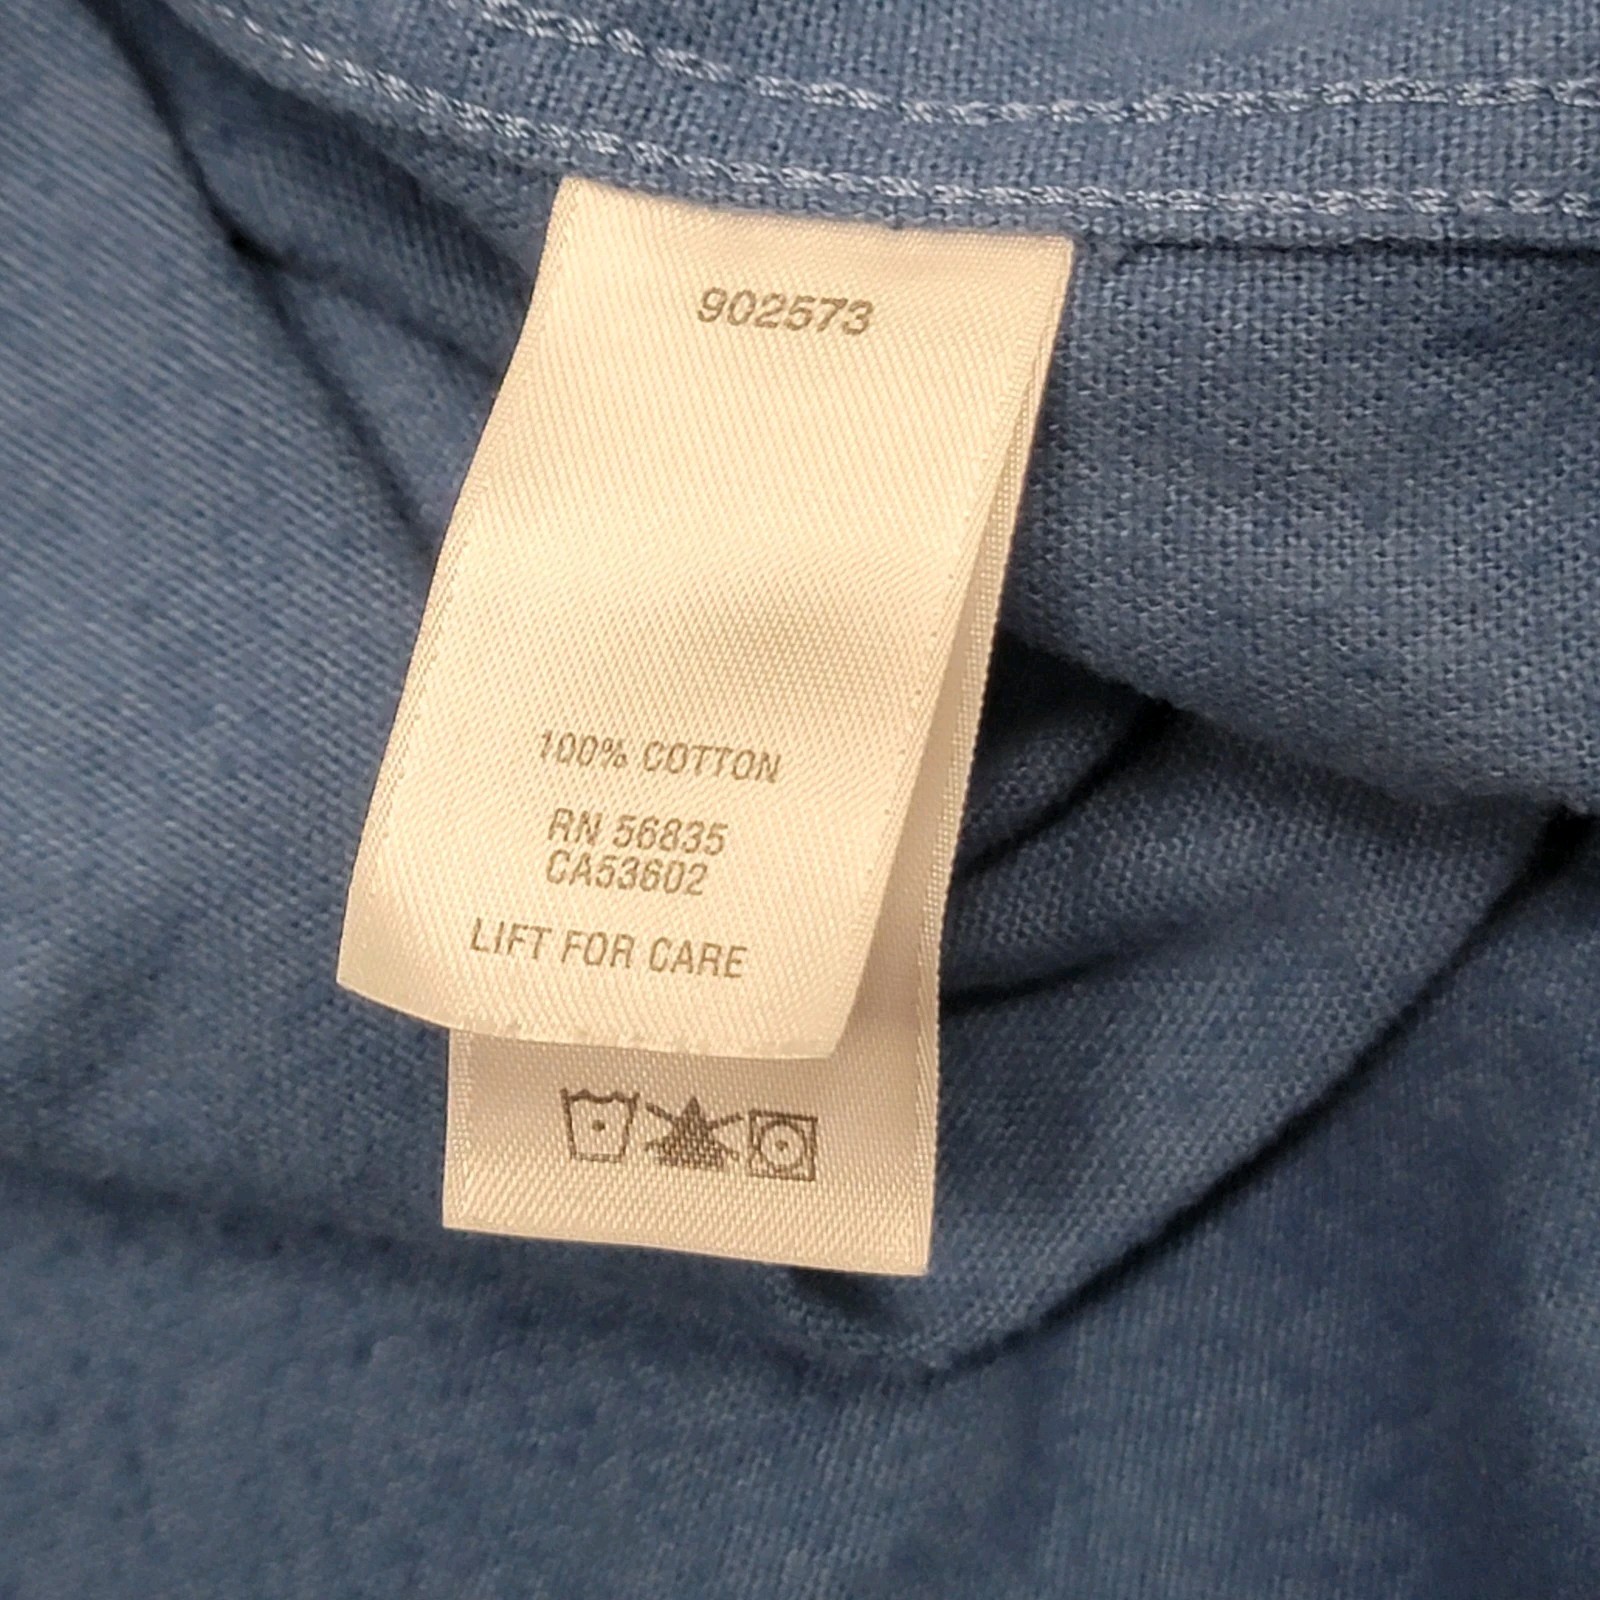 902573
100% COTTON
RN 56835
CA53602
LIFT FOR CARE